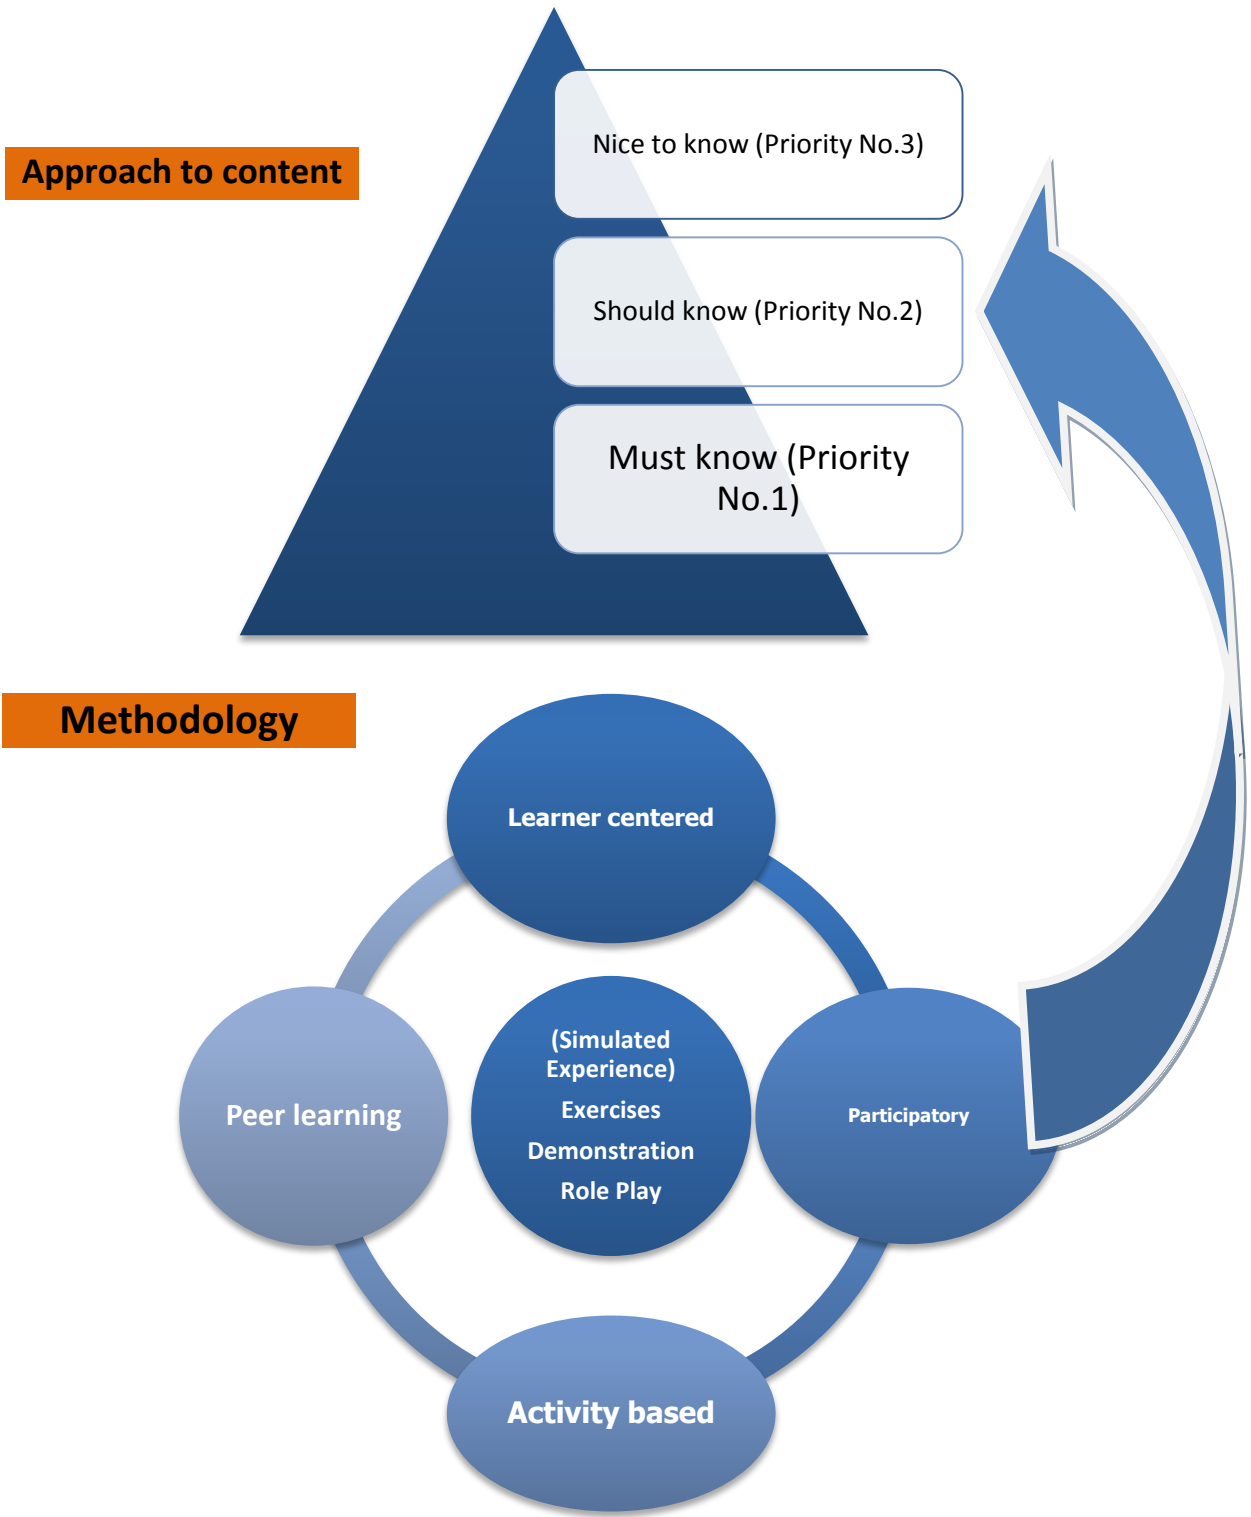 Nice to know (Priority No.3)
Approach to content
Should know (Priority No.2)
Must know (Priority
No.1)
Methodology
Learner centered
(Simulated
Experience)
Exercises
Demonstration
Role Play
Peer learning
Participatory
Activity based